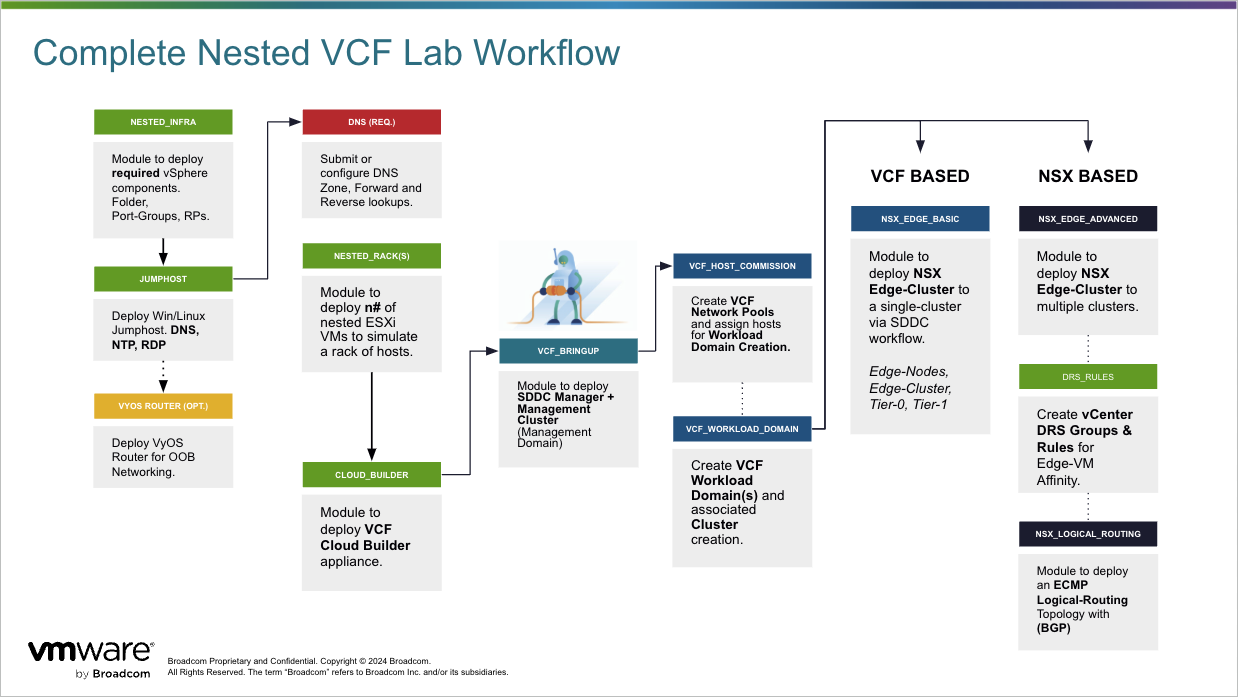 Complete Nested VCF Lab Workflow
NESTED_INFRA
Module to deploy
required vSphere
components.
Folder,
Port-Groups, RPs.
JUMPHOST
Deploy Win/Linux
Jumphost. DNS,
NTP, RDP
VYOS ROUTER (OPT.)
Deploy VyOS
Router for OOB
Networking.
DNS (REQ.)
Submit or
configure DNS
Zone, Forward and
Reverse lookups.
NESTED_RACK(S)
Module to
deploy n# of
nested ESXi
VMs to simulate
a rack of hosts.
CLOUD_BUILDER
Module to
deploy VCF
Cloud Builder
appliance.
VCF_BRINGUP
Module to deploy
SDDC Manager +
Management
Cluster
(Management
Domain)
VCF_HOST_COMMISSION
Create VCF
Network Pools
and assign hosts
for Workload
Domain Creation.
VCF_WORKLOAD_DOMAIN
Create VCF
Workload
Domain(s) and
associated
Cluster
creation.
VCF BASED
NSX_EDGE_BASIC
Module to
deploy NSX
Edge-Cluster to
a single-cluster
via SDDC
workflow.
Edge-Nodes,
Edge-Cluster,
Tier-0, Tier-1
NSX BASED
NSX_EDGE_ADVANCED
Module to
deploy NSX
Edge-Cluster to
multiple clusters.
DRS_RULES
Create vCenter
DRS Groups &
Rules for
Edge-VM
Affinity.
NSX_LOGICAL_ROUTING
Module to deploy
an ECMP
Logical-Routing
Topology with
(BGP)
vmware®
by Broadcom
Broadcom Proprietary and Confidential. Copyright © 2024 Broadcom.
All Rights Reserved. The term “Broadcom” refers to Broadcom Inc. and/or its subsidiaries.